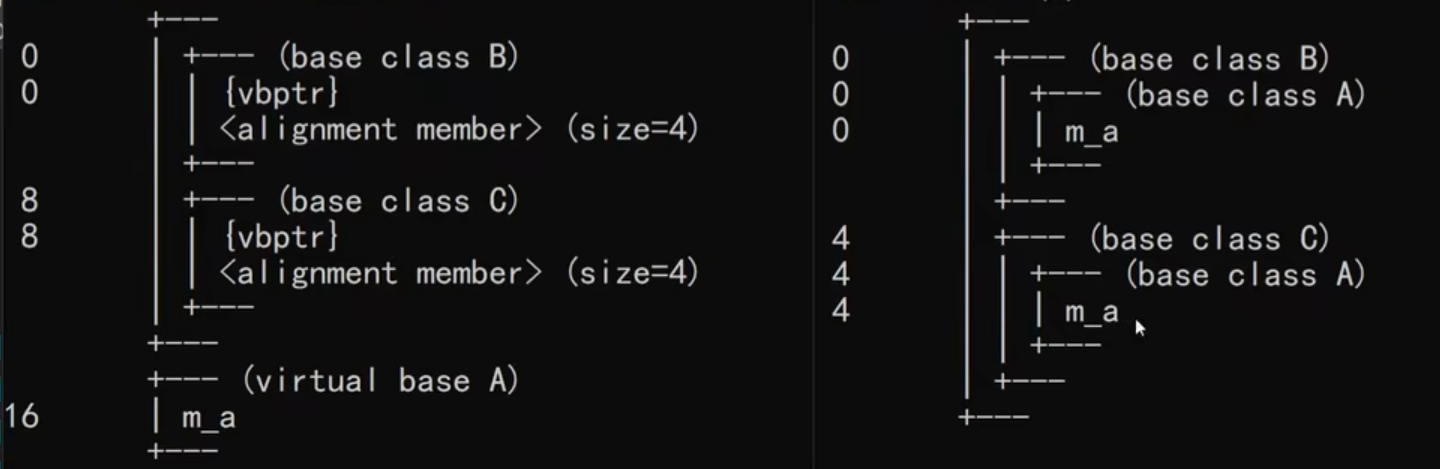 +---
0 | +--- (base class B)
0 | | {vbptr}
| | <alignment member> (size=4)
| +---
8 | +--- (base class C)
8 | | {vbptr}
| | <alignment member> (size=4)
| +---
+---
+--- (virtual base A)
16 | m_a
+---
+---
0 | +--- (base class B)
0 | | +--- (base class A)
0 | | | m_a
| | +---
| +---
4 | +--- (base class C)
4 | | +--- (base class A)
4 | | | m_a
| | +---
| +---
+---